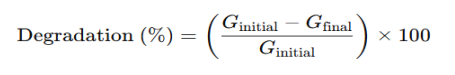 Degradation (%) = ( (G_initial − G_final) / G_initial ) × 100